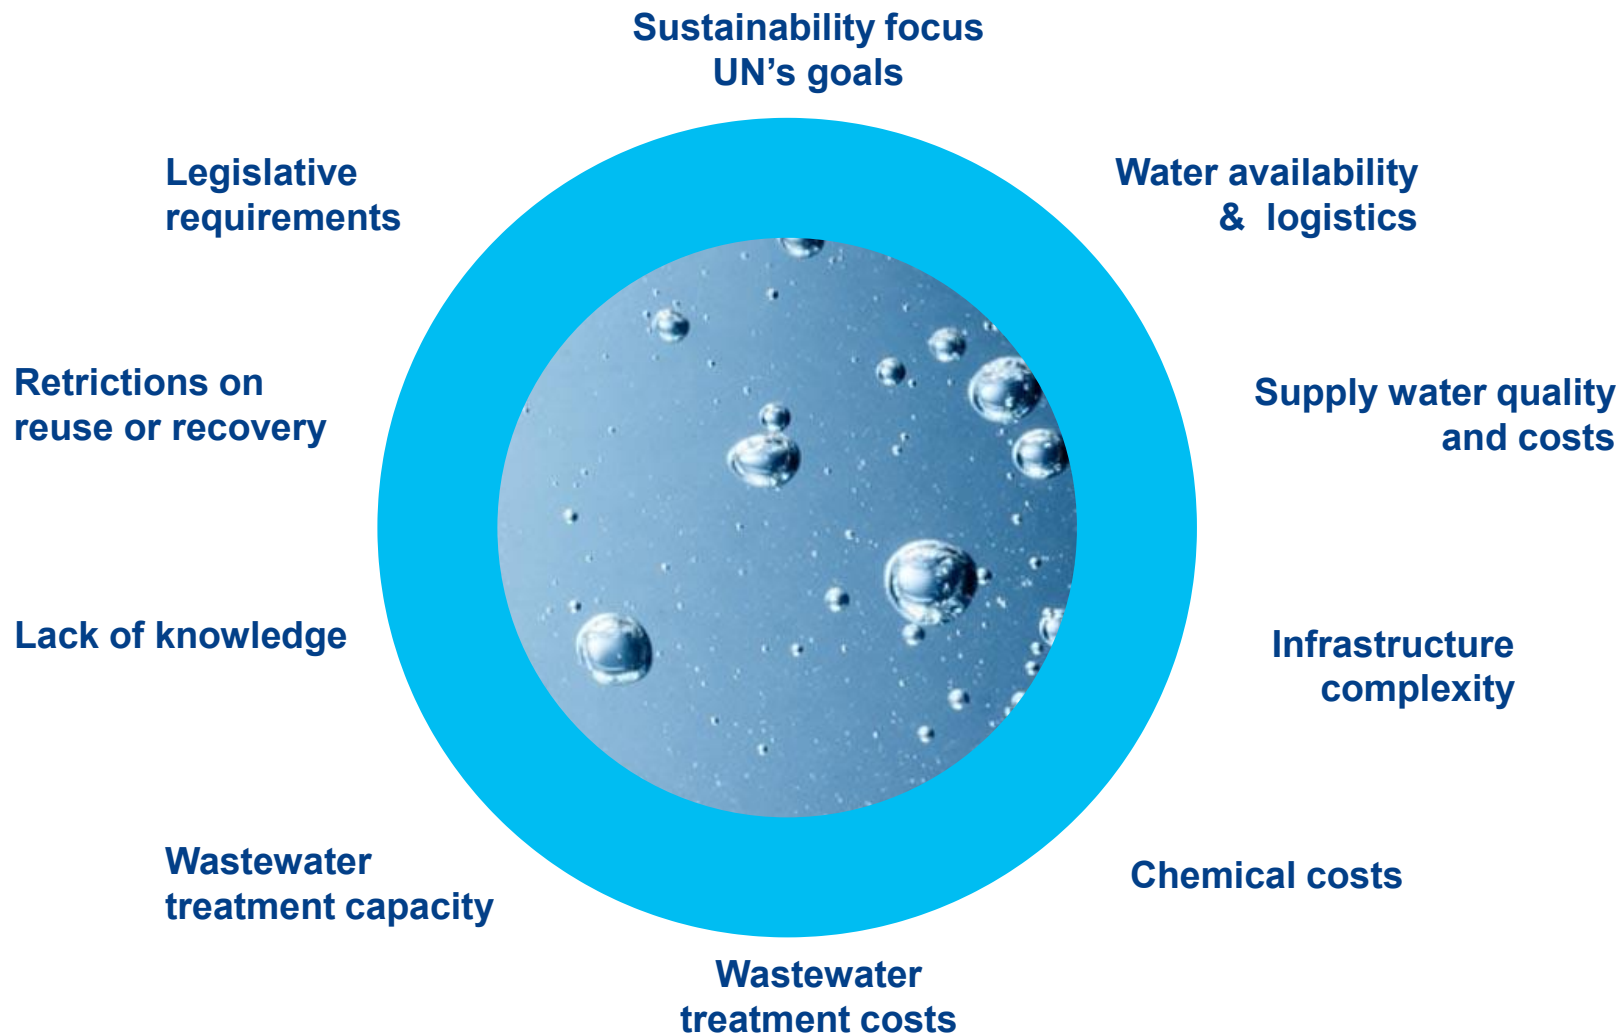 Sustainability focus
UN's goals
Water availability
& logistics
Supply water quality
and costs
Infrastructure
complexity
Chemical costs
Wastewater
treatment costs
Wastewater
treatment capacity
Lack of knowledge
Retrictions on
reuse or recovery
Legislative
requirements